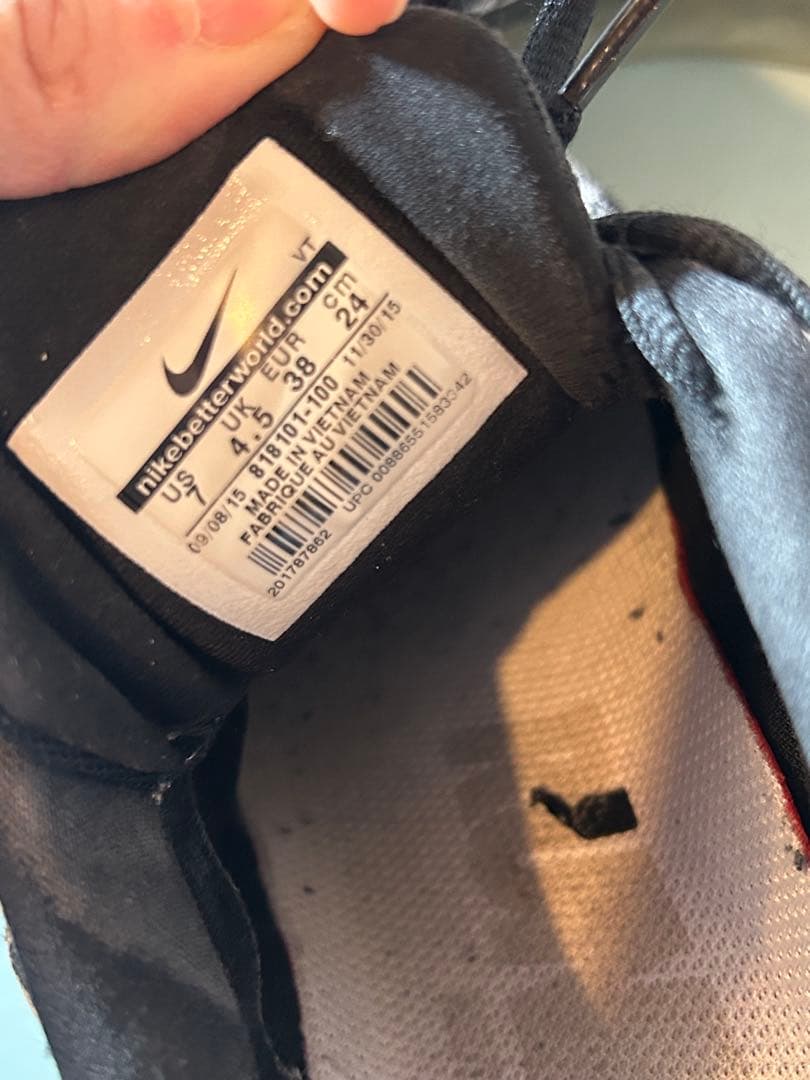 VT
nikebetterworld.com
US UK EUR cm
7 4.5 38 24
09/08/15 818101-100 11/30/15
MADE IN VIETNAM
FABRIQUE AU VIETNAM
201787862 UPC 00886551583342